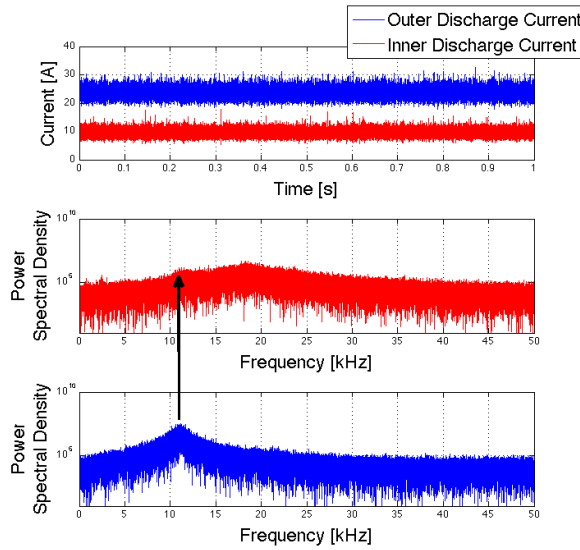 Outer Discharge Current
Inner Discharge Current
Current [A]
40
30
20
10
0
0 0.1 0.2 0.3 0.4 0.5 0.6 0.7 0.8 0.9 1
Time [s]
Power
Spectral Density
10^10
10^5
0 5 10 15 20 25 30 35 40 45 50
Frequency [kHz]
Power
Spectral Density
10^10
10^5
0 5 10 15 20 25 30 35 40 45 50
Frequency [kHz]